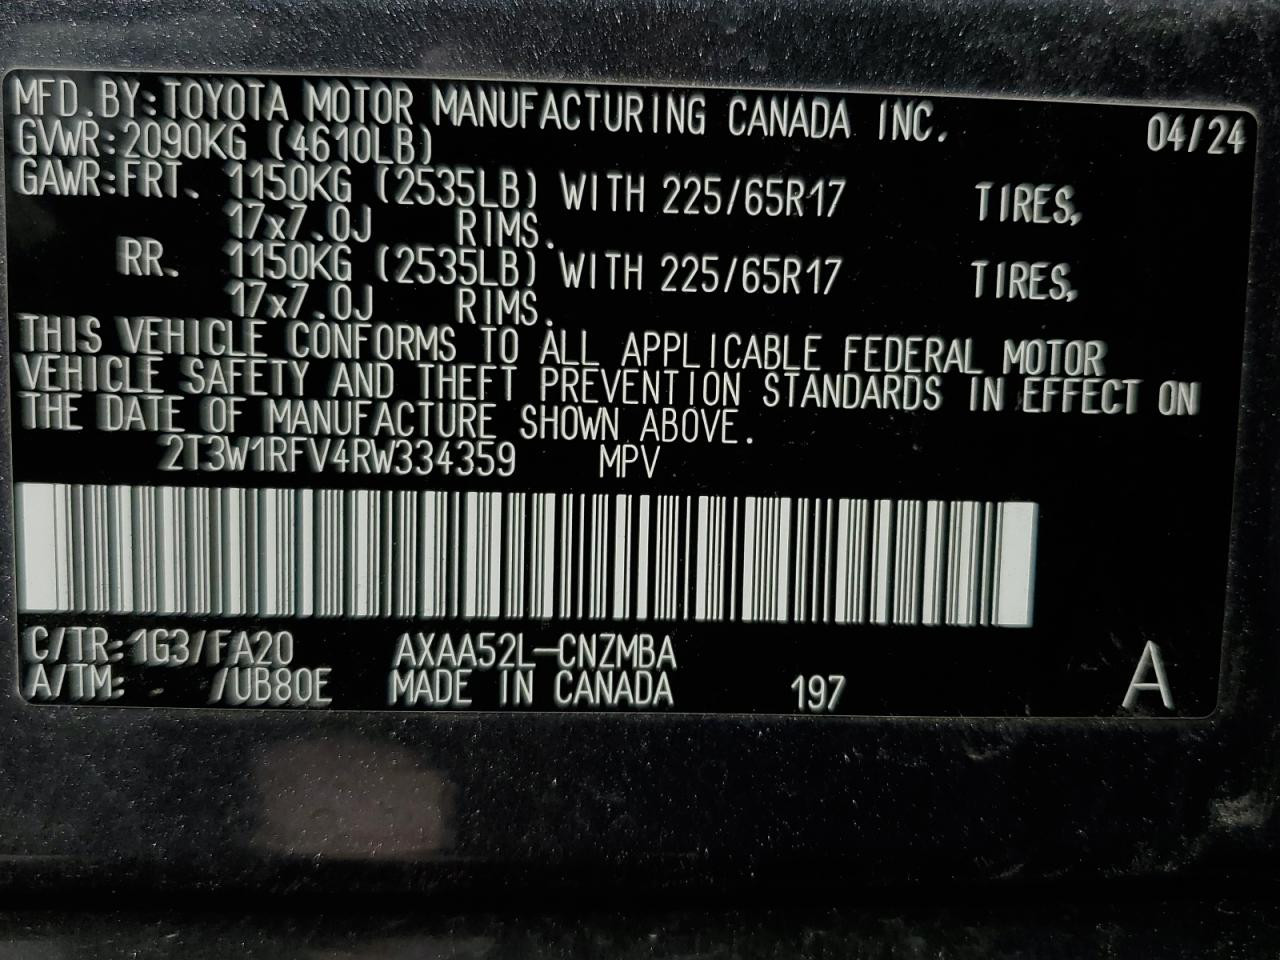 MFD.BY:TOYOTA MOTOR MANUFACTURING CANADA INC. 04/24
GVWR:2090KG (4610LB)
GAWR:FRT. 1150KG (2535LB) WITH 225/65R17 TIRES,
17x7.0J RIMS.
RR. 1150KG (2535LB) WITH 225/65R17 TIRES,
17x7.0J RIMS.
THIS VEHICLE CONFORMS TO ALL APPLICABLE FEDERAL MOTOR
VEHICLE SAFETY AND THEFT PREVENTION STANDARDS IN EFFECT ON
THE DATE OF MANUFACTURE SHOWN ABOVE.
2T3W1RFV4RW334359 MPV
C/TR:1G3/FA20 AXAA52L-CNZMBA
A/TM: /UB80E MADE IN CANADA 197 A